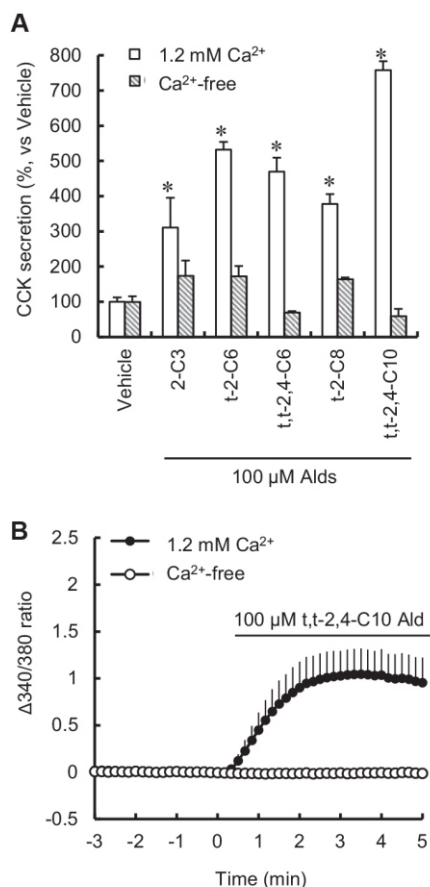 A
1.2 mM Ca²⁺
Ca²⁺-free
CCK secretion (%, vs Vehicle)
800
700
600
500
400
300
200
100
0
*
*
*
*
*
Vehicle
2-C3
t-2-C6
t,t-2,4-C6
t-2-C8
t,t-2,4-C10
100 µM Alds
B
1.2 mM Ca²⁺
Ca²⁺-free
100 µM t,t-2,4-C10 Ald
Δ340/380 ratio
2.5
2
1.5
1
0.5
0
-0.5
-3 -2 -1 0 1 2 3 4 5
Time (min)